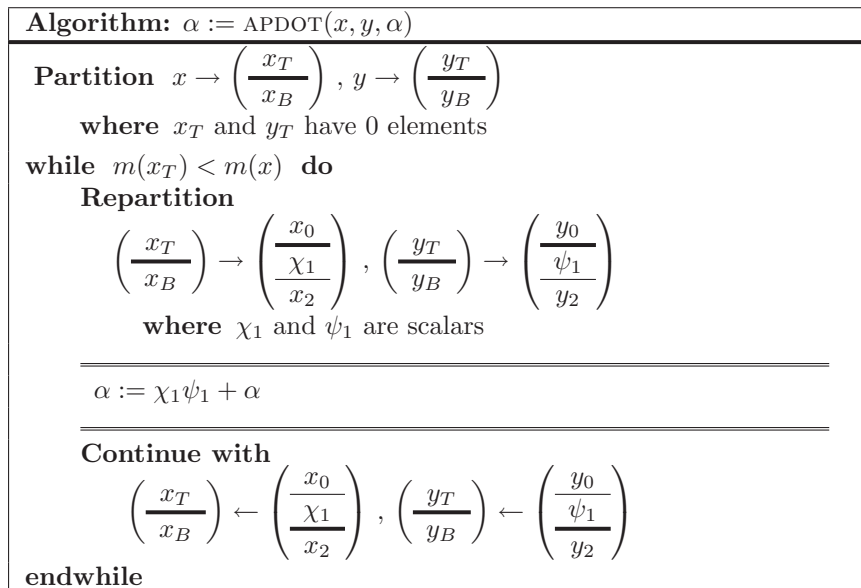 Algorithm: α := APDOT(x, y, α)
Partition x → ( x_T / x_B ) , y → ( y_T / y_B )
where x_T and y_T have 0 elements
while m(x_T) < m(x) do
Repartition
( x_T / x_B ) → ( x_0 / χ_1 / x_2 ) , ( y_T / y_B ) → ( y_0 / ψ_1 / y_2 )
where χ_1 and ψ_1 are scalars
α := χ_1ψ_1 + α
Continue with
( x_T / x_B ) ← ( x_0 / χ_1 / x_2 ) , ( y_T / y_B ) ← ( y_0 / ψ_1 / y_2 )
endwhile